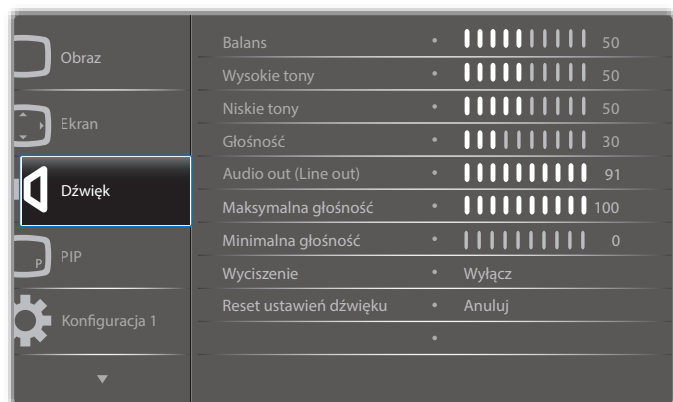 Obraz
Ekran
Dźwięk
P
PIP
Konfiguracja 1
Balans • 50
Wysokie tony • 50
Niskie tony • 50
Głośność • 30
Audio out (Line out) • 91
Maksymalna głośność • 100
Minimalna głośność • 0
Wyciszenie • Wyłącz
Reset ustawień dźwięku • Anuluj
•